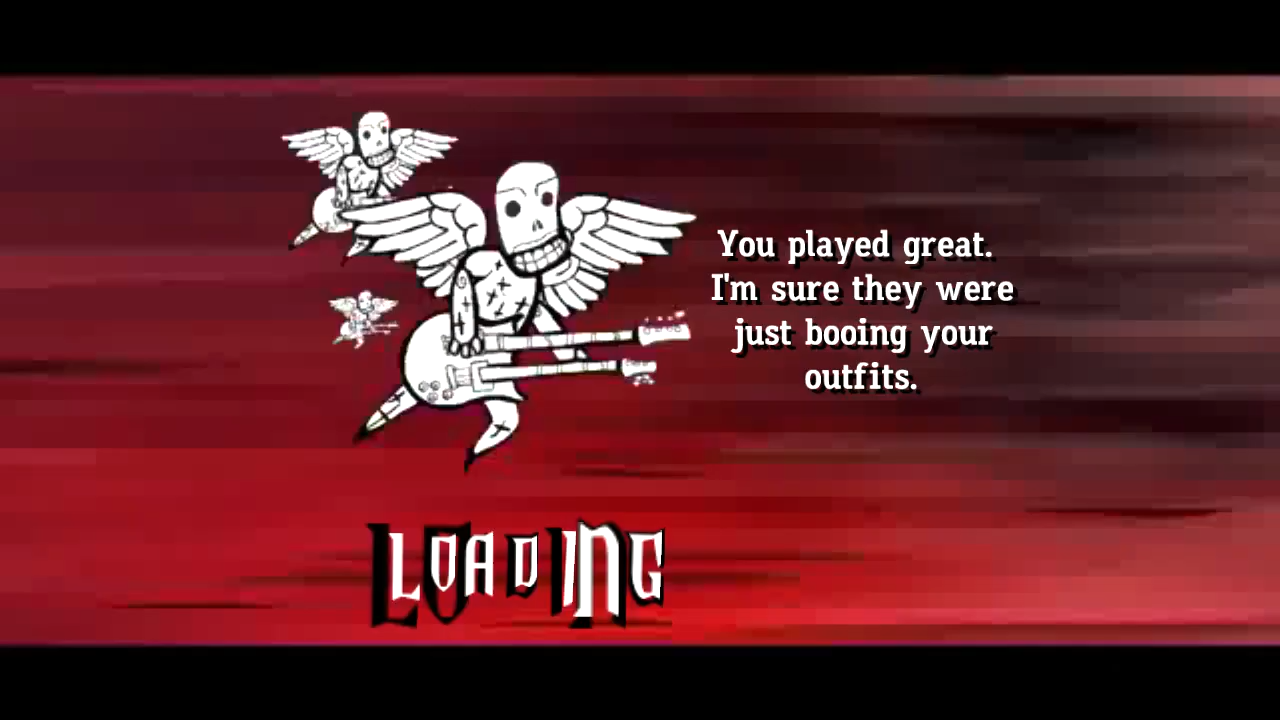 You played great.
I'm sure they were
just booing your
outfits.
LOADING